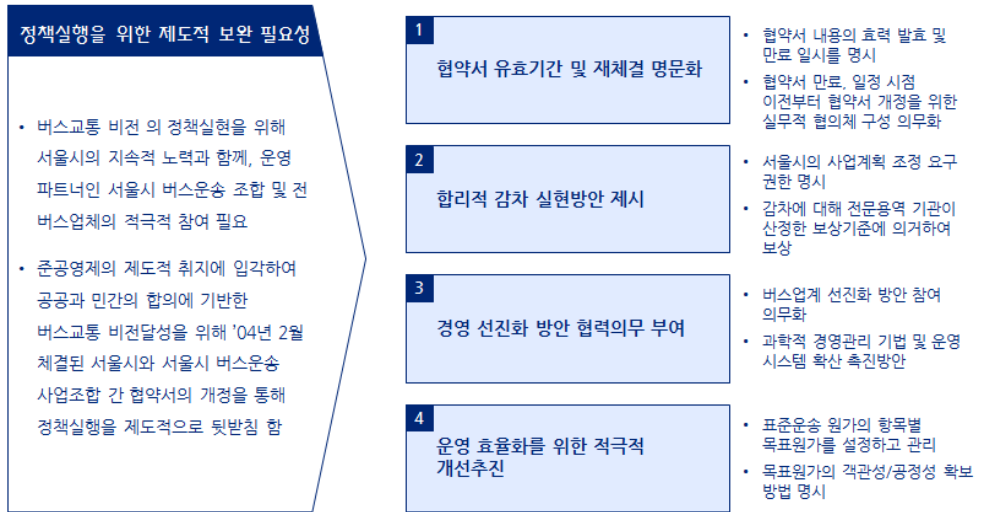 정책실행을 위한 제도적 보완 필요성
• 버스교통 비전 의 정책실현을 위해
서울시의 지속적 노력과 함께, 운영
파트너인 서울시 버스운송 조합 및 전
버스업체의 적극적 참여 필요
• 준공영제의 제도적 취지에 입각하여
공공과 민간의 합의에 기반한
버스교통 비전달성을 위해 ’04년 2월
체결된 서울시와 서울시 버스운송
사업조합 간 협약서의 개정을 통해
정책실행을 제도적으로 뒷받침 함
1
협약서 유효기간 및 재체결 명문화
• 협약서 내용의 효력 발효 및
만료 일시를 명시
• 협약서 만료, 일정 시점
이전부터 협약서 개정을 위한
실무적 협의체 구성 의무화
2
합리적 감차 실현방안 제시
• 서울시의 사업계획 조정 요구
권한 명시
• 감차에 대해 전문용역 기관이
산정한 보상기준에 의거하여
보상
3
경영 선진화 방안 협력의무 부여
• 버스업계 선진화 방안 참여
의무화
• 과학적 경영관리 기법 및 운영
시스템 확산 촉진방안
4
운영 효율화를 위한 적극적
개선추진
• 표준운송 원가의 항목별
목표원가를 설정하고 관리
• 목표원가의 객관성/공정성 확보
방법 명시